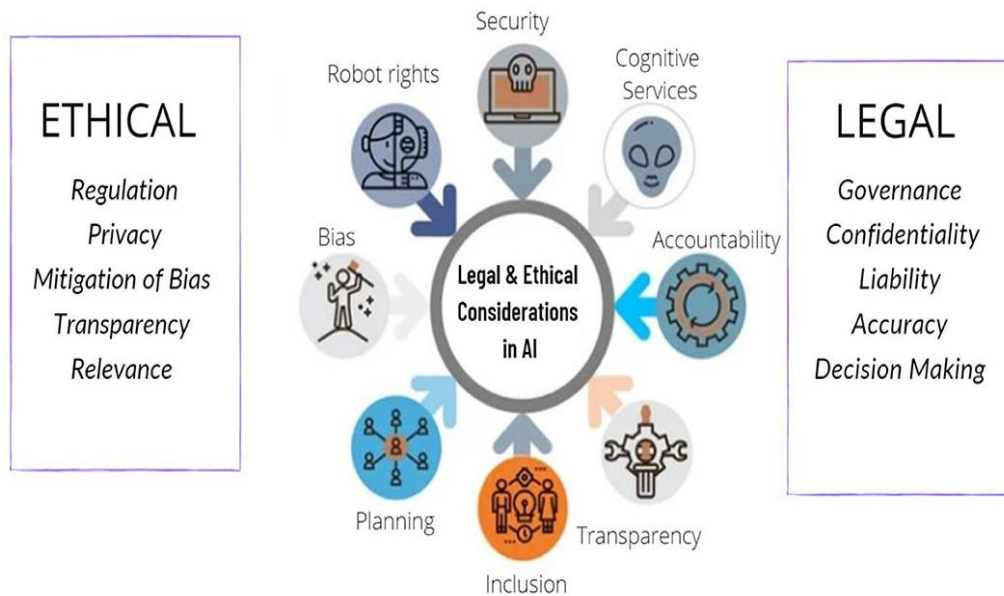 ETHICAL
Regulation
Privacy
Mitigation of Bias
Transparency
Relevance
Security
Robot rights
Cognitive
Services
Bias
Accountability
Legal & Ethical
Considerations
in AI
Planning
Transparency
Inclusion
LEGAL
Governance
Confidentiality
Liability
Accuracy
Decision Making